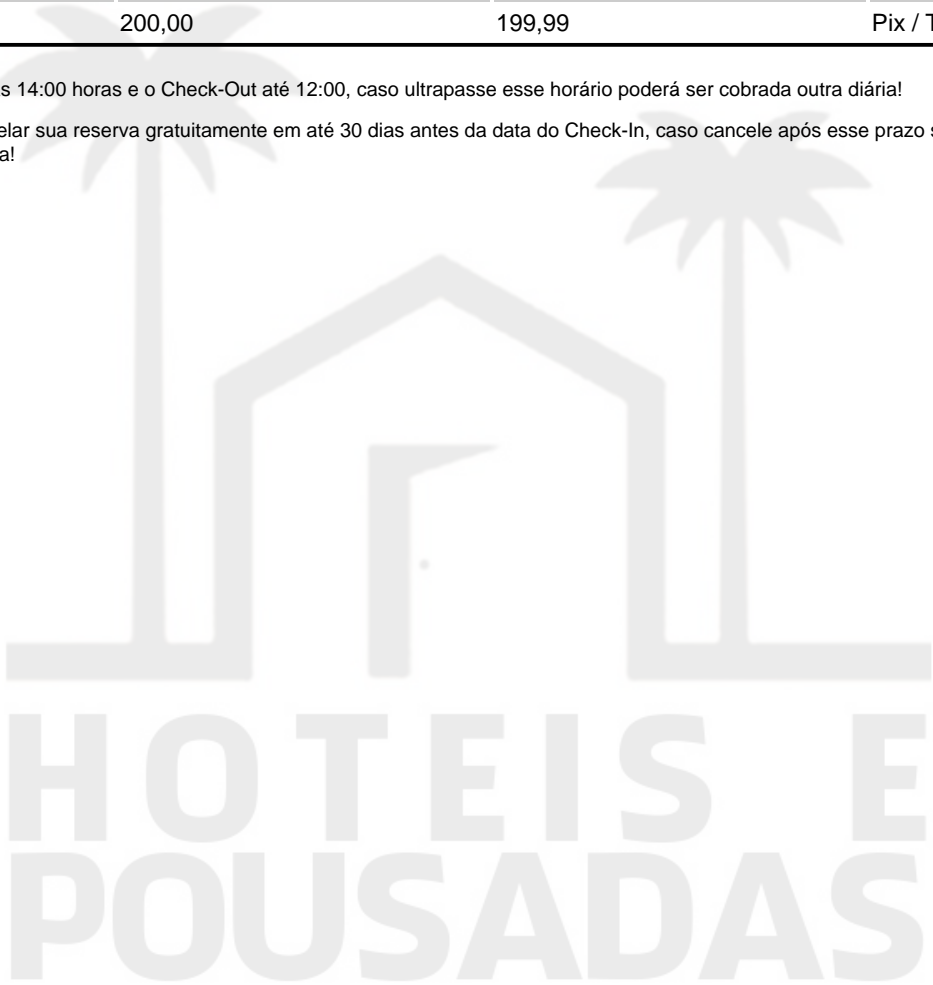 200,00 199,99 Pix / T
s 14:00 horas e o Check-Out até 12:00, caso ultrapasse esse horário poderá ser cobrada outra diária!
elar sua reserva gratuitamente em até 30 dias antes da data do Check-In, caso cancele após esse prazo s
a!
HOTEIS E
POUSADAS